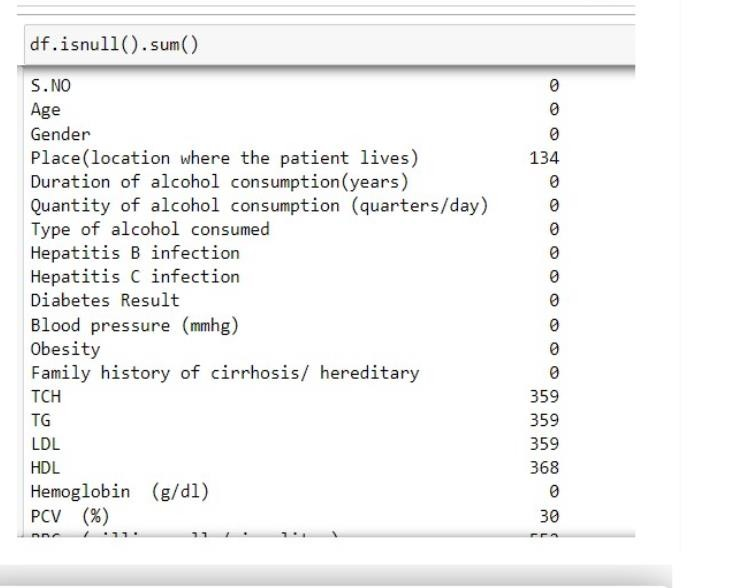 df.isnull().sum()
S.NO 0
Age 0
Gender 0
Place(location where the patient lives) 134
Duration of alcohol consumption(years) 0
Quantity of alcohol consumption (quarters/day) 0
Type of alcohol consumed 0
Hepatitis B infection 0
Hepatitis C infection 0
Diabetes Result 0
Blood pressure (mmhg) 0
Obesity 0
Family history of cirrhosis/ hereditary 0
TCH 359
TG 359
LDL 359
HDL 368
Hemoglobin  (g/dl) 0
PCV  (%) 30